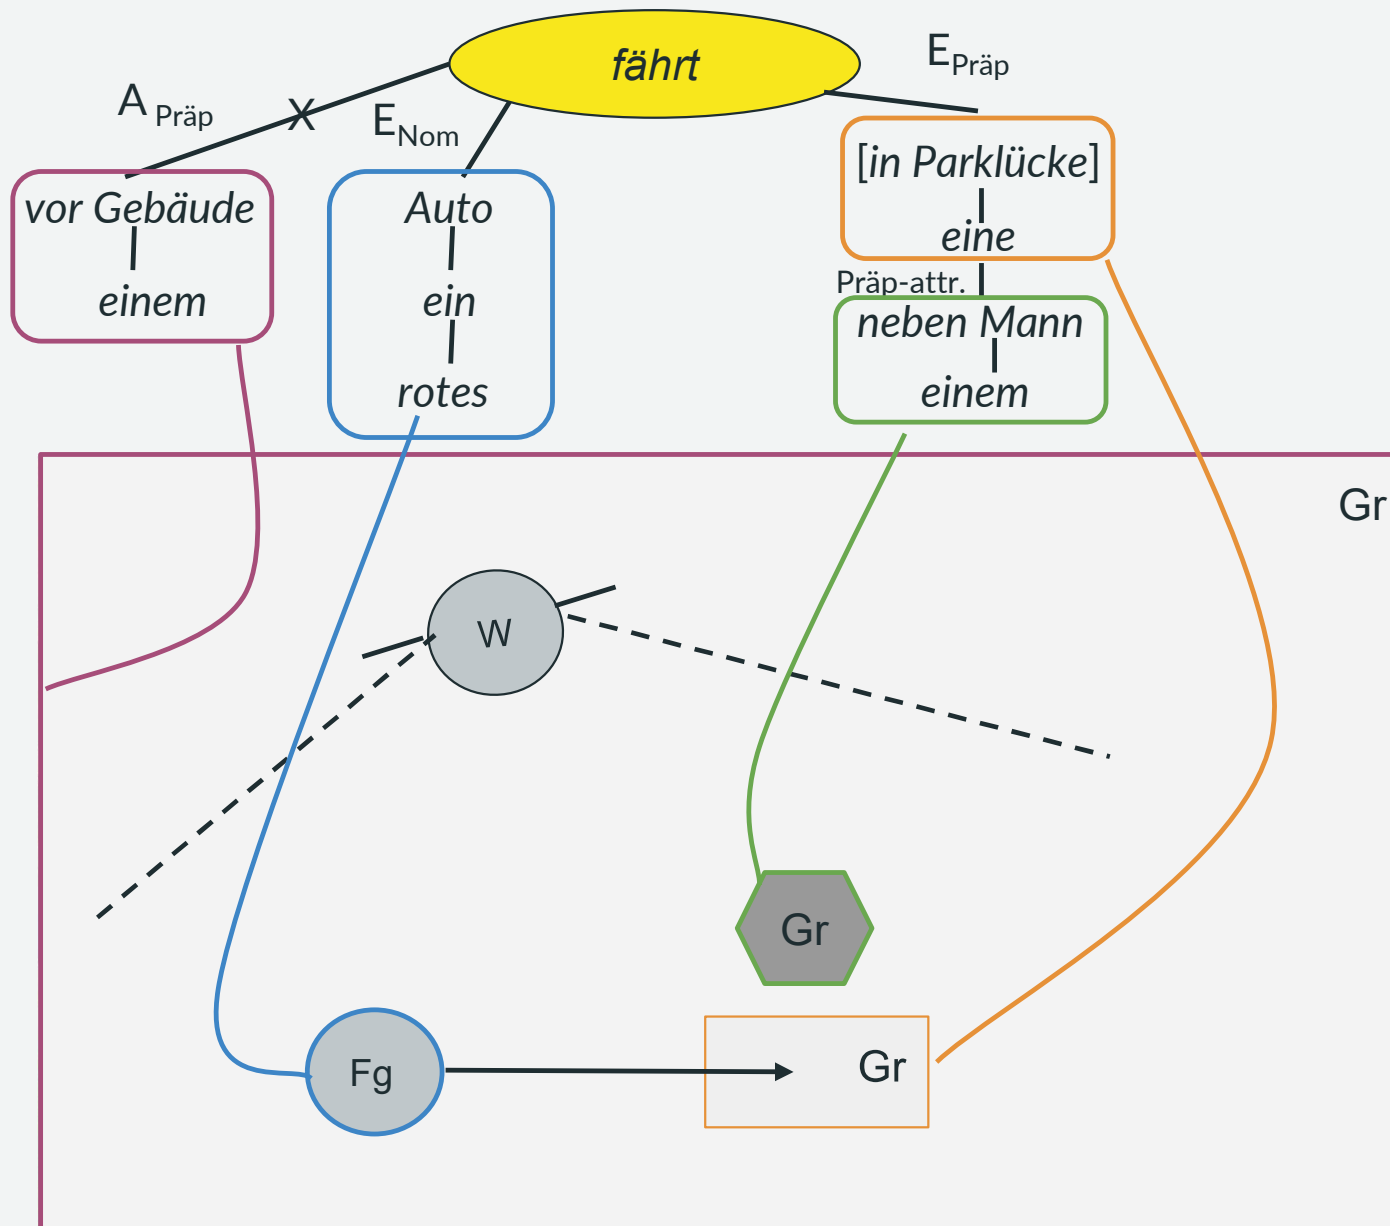 fährt
E Präp
A Präp
X
E Nom
vor Gebäude
einem
Auto
ein
rotes
[in Parklücke]
eine
Präp-attr.
neben Mann
einem
Gr
W
Gr
Fg
Gr